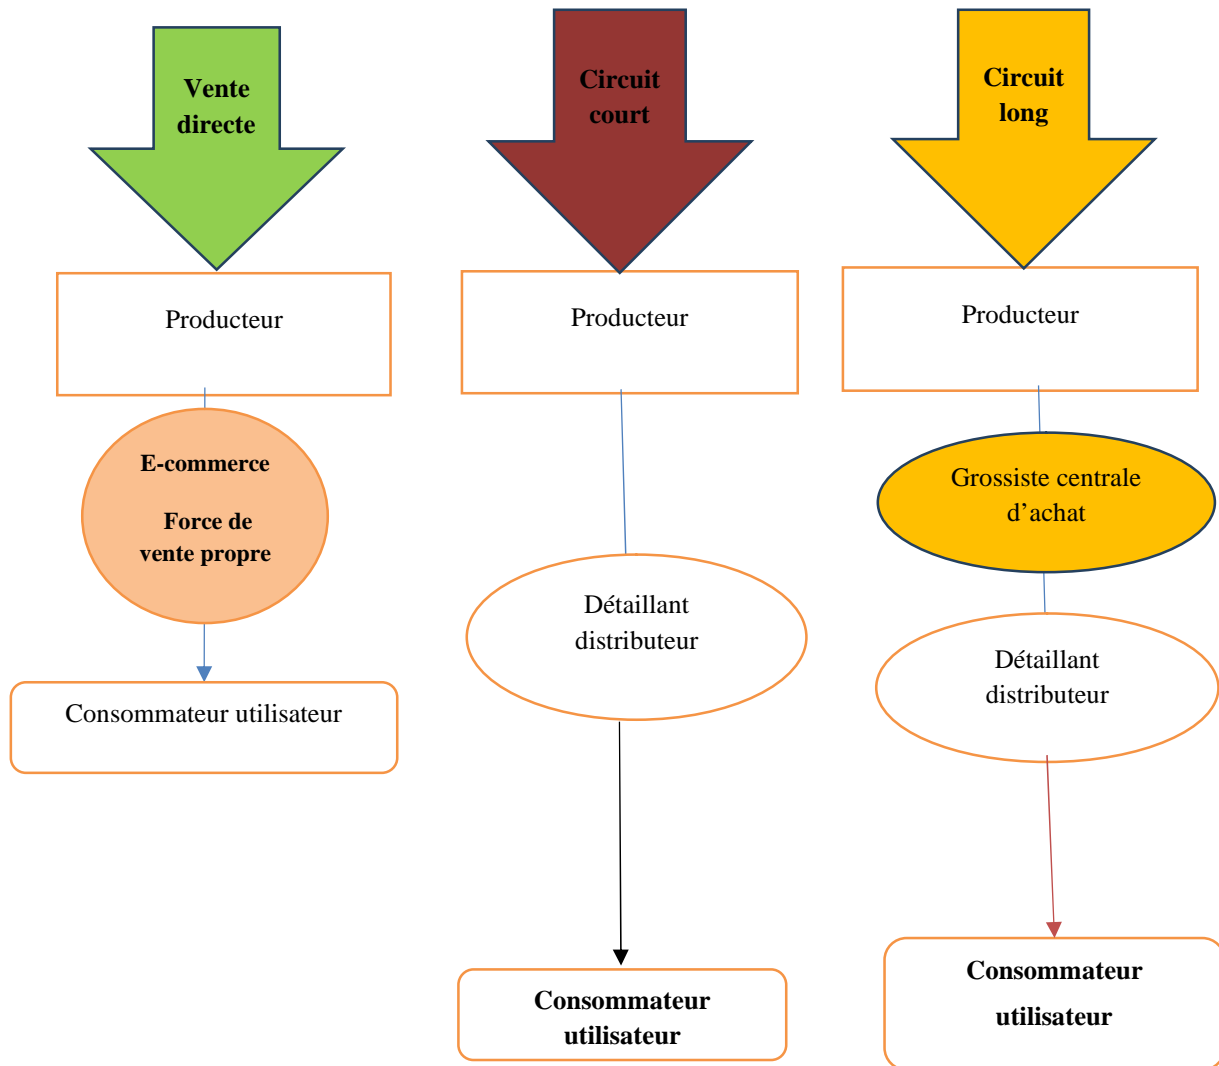 Vente
directe
Producteur
E-commerce
Force de
vente propre
Consommateur utilisateur
Circuit
court
Producteur
Détaillant
distributeur
Consommateur
utilisateur
Circuit
long
Producteur
Grossiste centrale
d’achat
Détaillant
distributeur
Consommateur
utilisateur